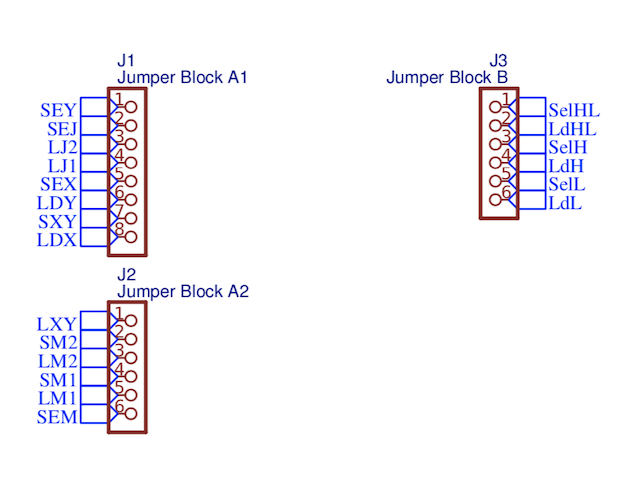 J1
Jumper Block A1
1
SEY
2
SEJ
3
LJ2
4
LJ1
5
SEX
6
LDY
7
SXY
8
LDX
J2
Jumper Block A2
1
LXY
2
SM2
3
LM2
4
SM1
5
LM1
6
SEM
J3
Jumper Block B
1
SelHL
2
LdHL
3
SelH
4
LdH
5
SelL
6
LdL